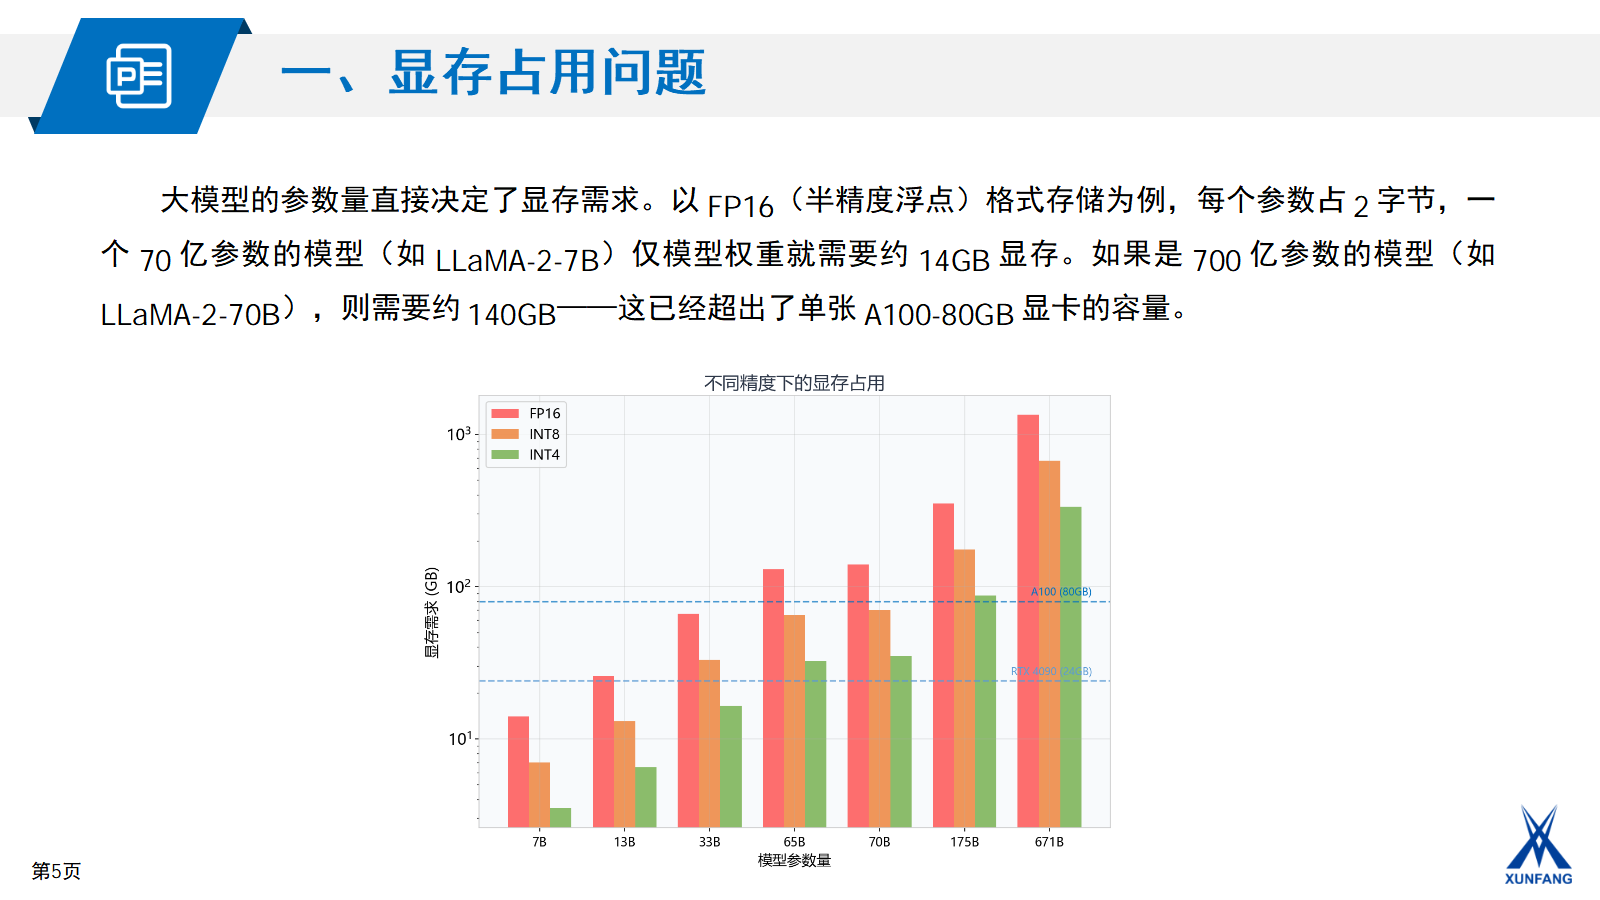 一、显存占用问题
大模型的参数量直接决定了显存需求。以 FP16（半精度浮点）格式存储为例，每个参数占 2 字节，一
个 70 亿参数的模型（如 LLaMA-2-7B）仅模型权重就需要约 14GB 显存。如果是 700 亿参数的模型（如
LLaMA-2-70B），则需要约 140GB——这已经超出了单张 A100-80GB 显卡的容量。
不同精度下的显存占用
FP16
INT8
INT4
10³
10²
10¹
显存需求 (GB)
A100 (80GB)
RTX 4090 (24GB)
7B 13B 33B 65B 70B 175B 671B
模型参数量
第5页
XUNFANG